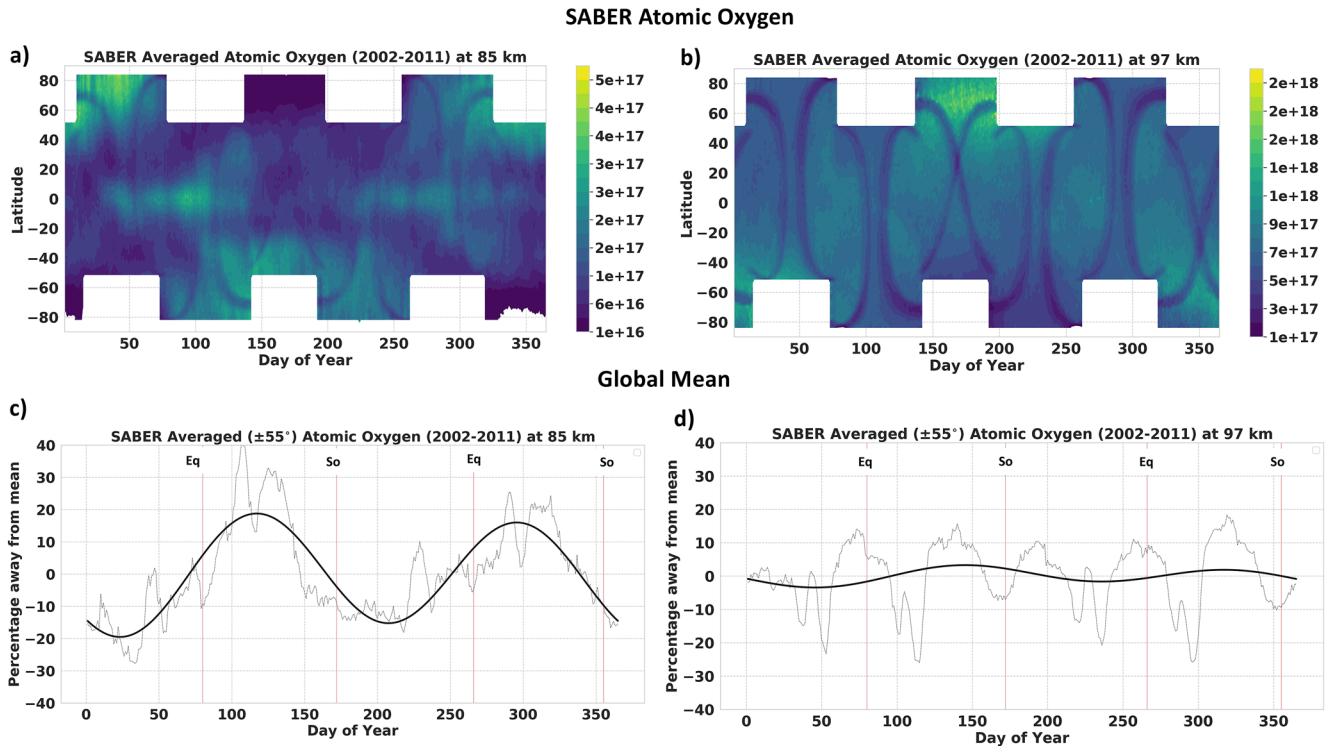 SABER Atomic Oxygen
a)
SABER Averaged Atomic Oxygen (2002-2011) at 85 km
80
60
40
20
0
−20
−40
−60
−80
Latitude
50 100 150 200 250 300 350
Day of Year
5e+17
4e+17
4e+17
3e+17
3e+17
2e+17
2e+17
1e+17
6e+16
1e+16
b)
SABER Averaged Atomic Oxygen (2002-2011) at 97 km
80
60
40
20
0
−20
−40
−60
−80
Latitude
50 100 150 200 250 300 350
Day of Year
2e+18
2e+18
2e+18
1e+18
1e+18
9e+17
7e+17
5e+17
3e+17
1e+17
Global Mean
c)
SABER Averaged (±55°) Atomic Oxygen (2002-2011) at 85 km
40
30
20
10
0
−10
−20
−30
−40
Percentage away from mean
Eq So Eq So
0 50 100 150 200 250 300 350
Day of Year
d)
SABER Averaged (±55°) Atomic Oxygen (2002-2011) at 97 km
40
30
20
10
0
−10
−20
−30
−40
Percentage away from mean
Eq So Eq So
0 50 100 150 200 250 300 350
Day of Year